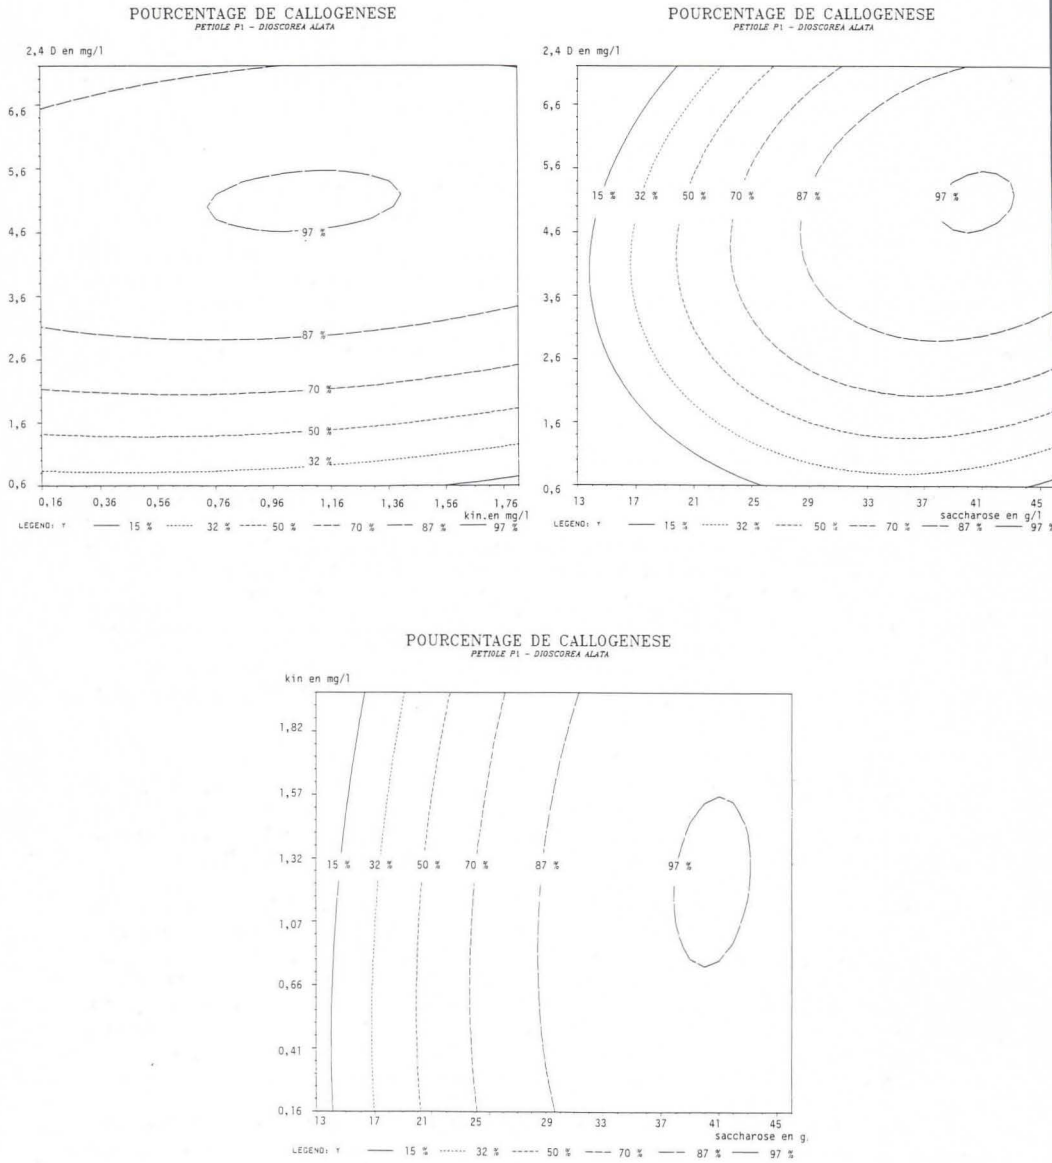 POURCENTAGE DE CALLOGENESE
PETIOLE P1 - DIOSCOREA ALATA
2,4 D en mg/l
6,6
5,6
4,6
3,6
2,6
1,6
0,6
97 %
87 %
70 %
50 %
32 %
0,16 0,36 0,56 0,76 0,96 1,16 1,36 1,56 1,76
kin.en mg/l
LEGEND: Y 15 % 32 % 50 % 70 % 87 % 97 %
POURCENTAGE DE CALLOGENESE
PETIOLE P1 - DIOSCOREA ALATA
2,4 D en mg/l
6,6
5,6
4,6
3,6
2,6
1,6
0,6
15 % 32 % 50 % 70 % 87 % 97 %
13 17 21 25 29 33 37 41 45
saccharose en g/l
LEGEND: Y 15 % 32 % 50 % 70 % 87 % 97 %
POURCENTAGE DE CALLOGENESE
PETIOLE P1 - DIOSCOREA ALATA
kin en mg/l
1,82
1,57
1,32
1,07
0,66
0,41
0.16
15 % 32 % 50 % 70 % 87 % 97 %
13 17 21 25 29 33 37 41 45
saccharose en g.
LEGEND: Y 15 % 32 % 50 % 70 % 87 % 97 %